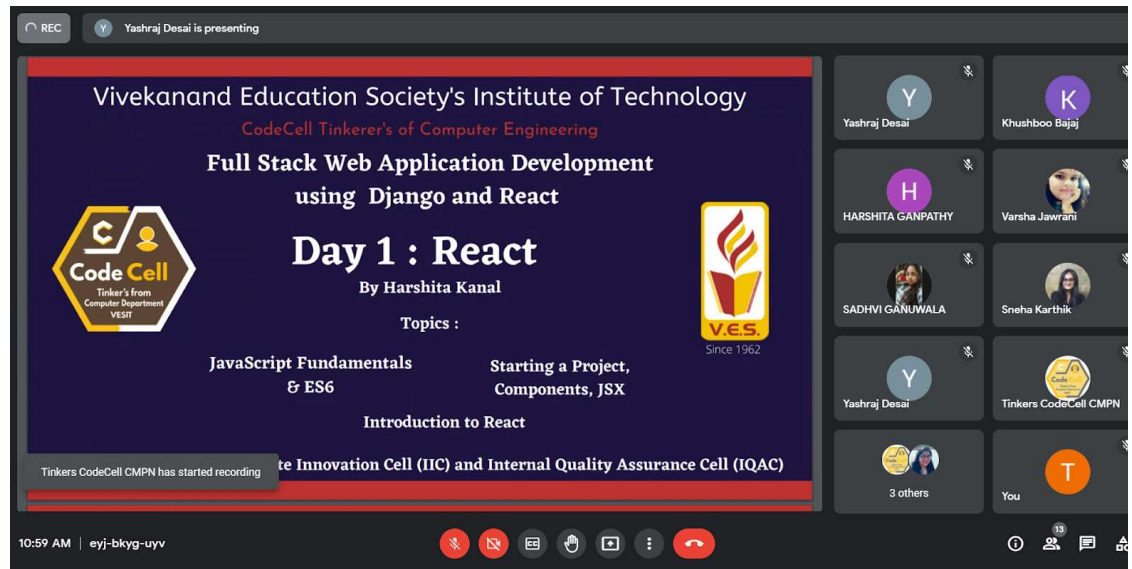 REC
Y
Yashraj Desai is presenting
Vivekanand Education Society's Institute of Technology
CodeCell Tinkerer's of Computer Engineering
Full Stack Web Application Development
using Django and React
Day 1 : React
By Harshita Kanal
Topics :
JavaScript Fundamentals
& ES6
Starting a Project,
Components, JSX
Introduction to React
te Innovation Cell (IIC) and Internal Quality Assurance Cell (IQAC)
C
Code Cell
Tinker's from
Computer Department
VESIT
V.E.S.
Since 1962
Tinkers CodeCell CMPN has started recording
Y
Yashraj Desai
K
Khushboo Bajaj
H
HARSHITA GANPATHY
Varsha Jawrani
SADHVI GANUWALA
Sneha Karthik
Y
Yashraj Desai
Code Cell
Tinkers CodeCell CMPN
3 others
T
You
10:59 AM | eyj-bkyg-uyv
CC
13